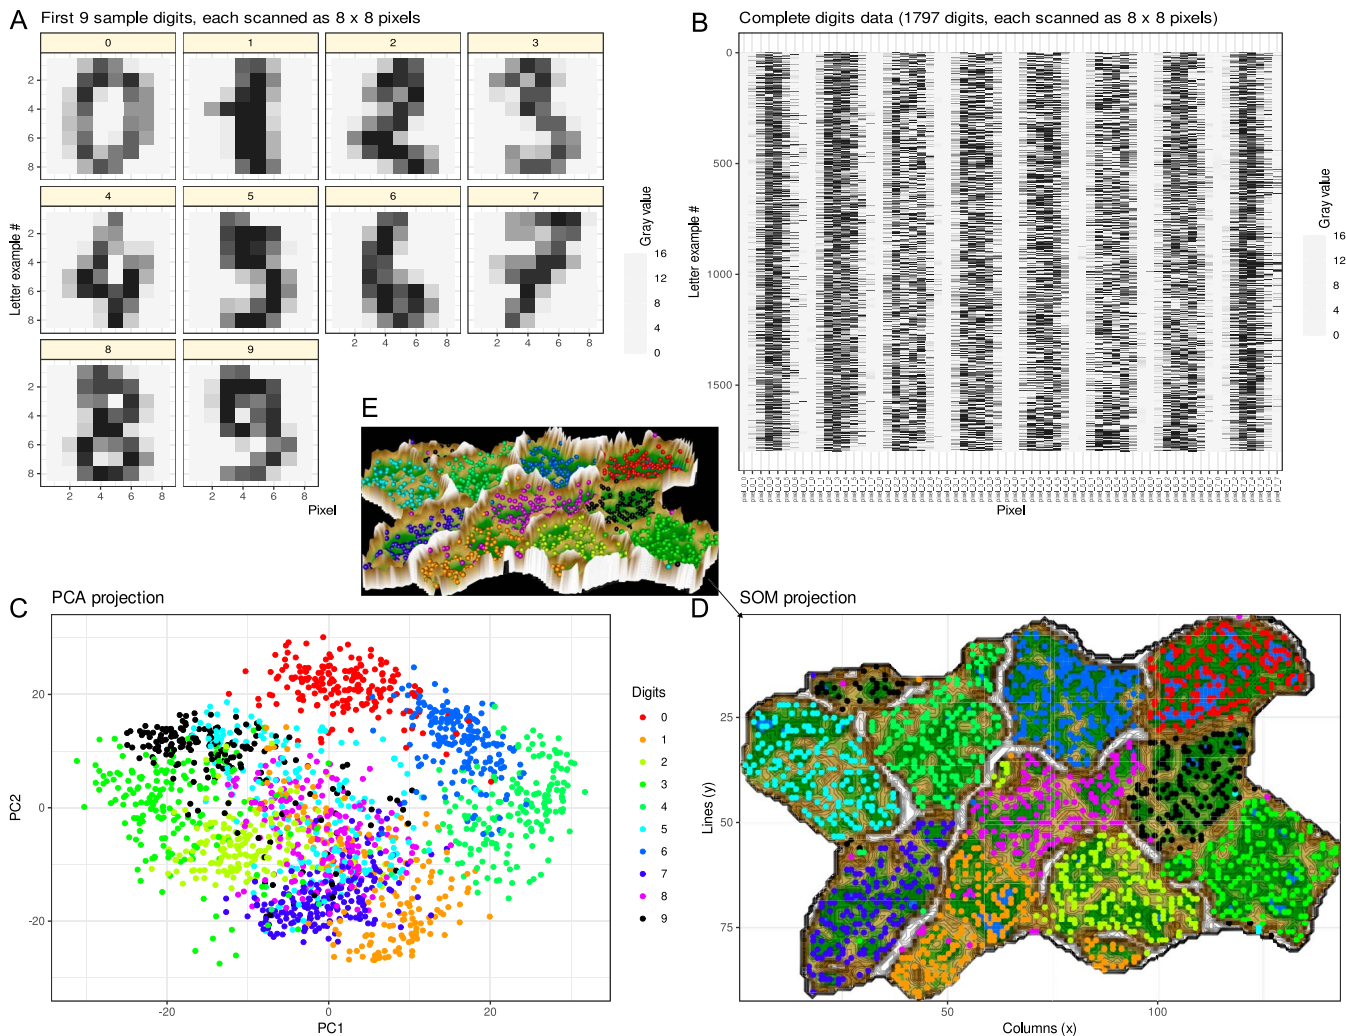 A First 9 sample digits, each scanned as 8 x 8 pixels
0 1 2 3
2
4
6
8
4 5 6 7
2
4
6
8
2 4 6 8 2 4 6 8
8 9
2
4
6
8
2 4 6 8 2 4 6 8
Letter example #
Pixel
Gray value
16
12
8
4
0
B Complete digits data (1797 digits, each scanned as 8 x 8 pixels)
0
500
1000
1500
Letter example #
Pixel
Gray value
16
12
8
4
0
E
C PCA projection
20
0
-20
PC2
-20 0 20
PC1
Digits
0
1
2
3
4
5
6
7
8
9
D SOM projection
25
50
75
Lines (y)
50 100
Columns (x)